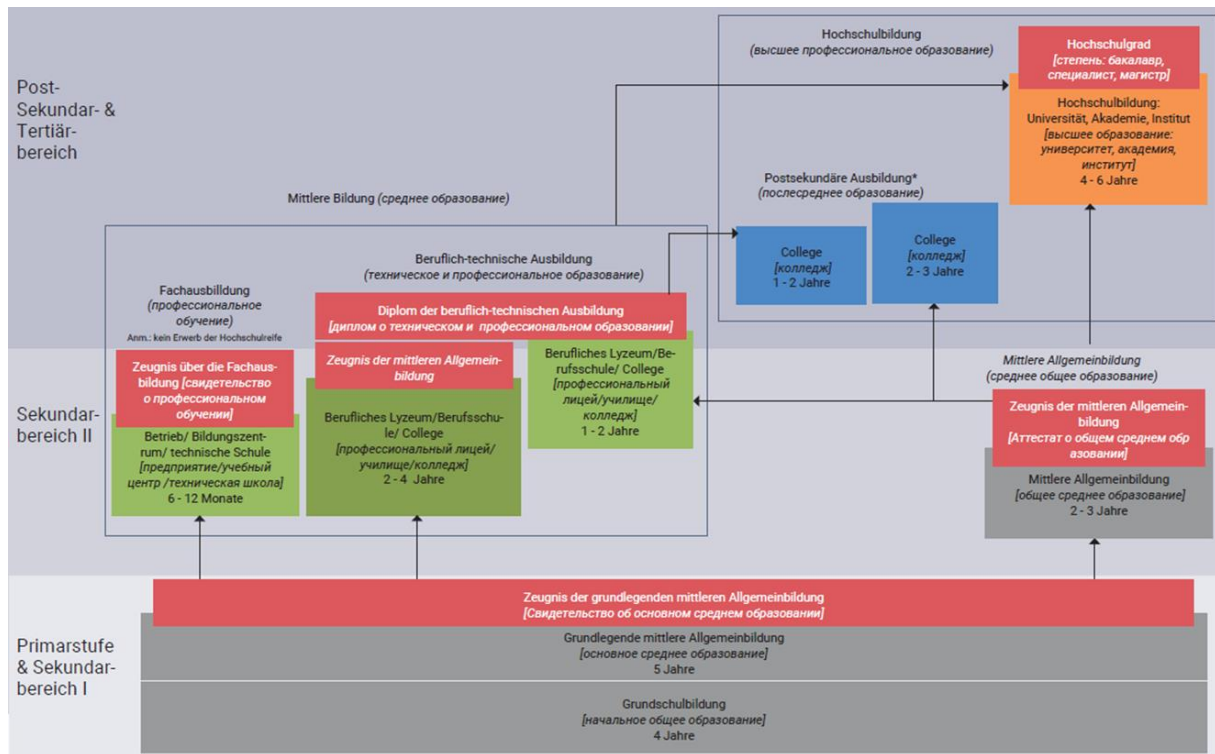 Post-
Sekundar- &
Tertiär-
bereich
Hochschulbildung
(высшее профессиональное образование)
Hochschulgrad
[степень: бакалавр,
специалист, магистр]
Hochschulbildung:
Universität, Akademie, Institut
[высшее образование:
университет, академия,
институт]
4 - 6 Jahre
Postsekundäre Ausbildung*
(послесреднее образование)
College
[колледж]
1 - 2 Jahre
College
[колледж]
2 - 3 Jahre
Mittlere Bildung (среднее образование)
Beruflich-technische Ausbildung
(техническое и профессиональное образование)
Fachausbilldung
(профессиональное
обучение)
Anm.: kein Erwerb der Hochschulreife
Diplom der beruflich-technischen Ausbildung
[диплом о техническом и профессиональном образовании]
Sekundar-
bereich II
Zeugnis über die Fachaus-
bildung [свидетельство
о профессиональном
обучении]
Betrieb/ Bildungszent-
rum/ technische Schule
[предприятие/учебный
центр /техническая школа]
6 - 12 Monate
Zeugnis der mittleren Allgemein-
bildung
Berufliches Lyzeum/Berufsschu-
le/ College
[профессиональный лицей/
училище/колледж]
2 - 4 Jahre
Berufliches Lyzeum/Be-
rufsschule/ College
[профессиональный
лицей/училище/
колледж]
1 - 2 Jahre
Mittlere Allgemeinbildung
(среднее общее образование)
Zeugnis der mittleren Allgemein-
bildung
[Аттестат о общем среднем обр
азовании]
Mittlere Allgemeinbildung
[общее среднее образование]
2 - 3 Jahre
Primarstufe
& Sekundar-
bereich I
Zeugnis der grundlegenden mittleren Allgemeinbildung
[Свидетельство об основном среднем образовании]
Grundlegende mittlere Allgemeinbildung
[основное среднее образование]
5 Jahre
Grundschulbildung
[начальное общее образование]
4 Jahre